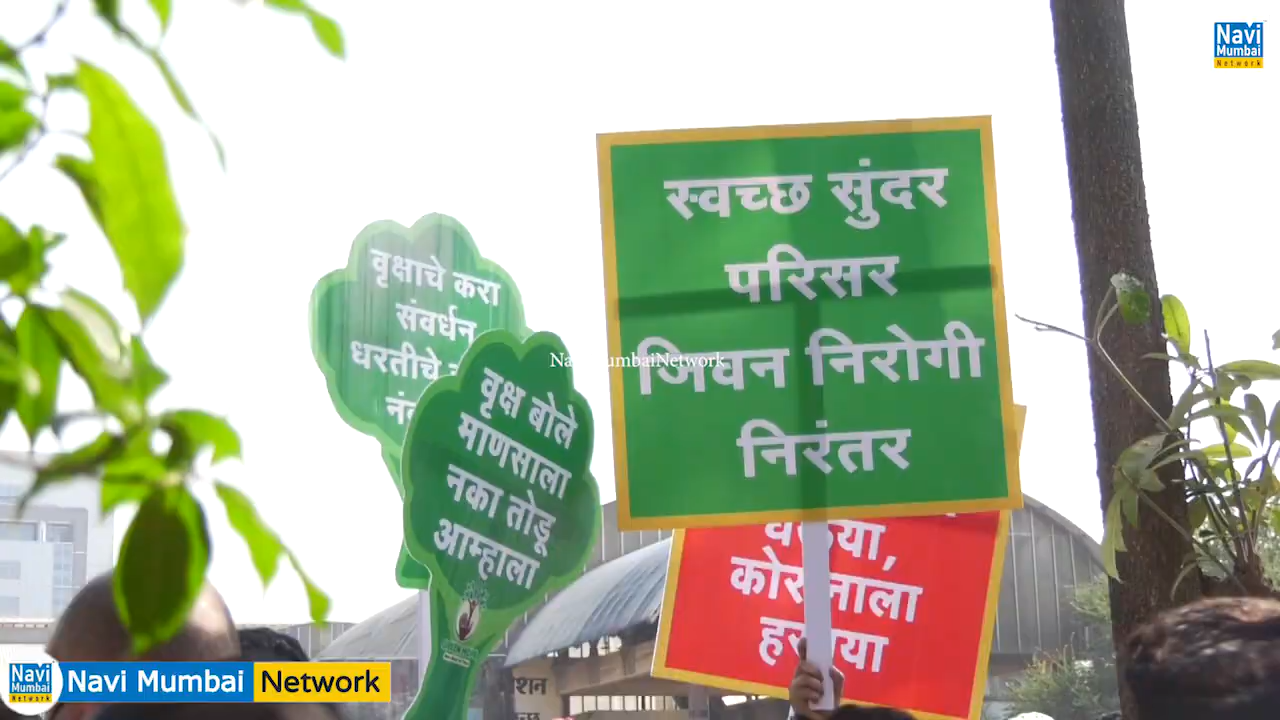 Navi
Mumbai
Network
स्वच्छ सुंदर
परिसर
जिवन निरोगी
निरंतर
वृक्षाचे करा
संवर्धन
धरतीचे
वृक्ष बोले
माणसाला
नका तोडू
आम्हाला
NaviMumbaiNetwork
Navi
Mumbai
Network
Navi Mumbai Network